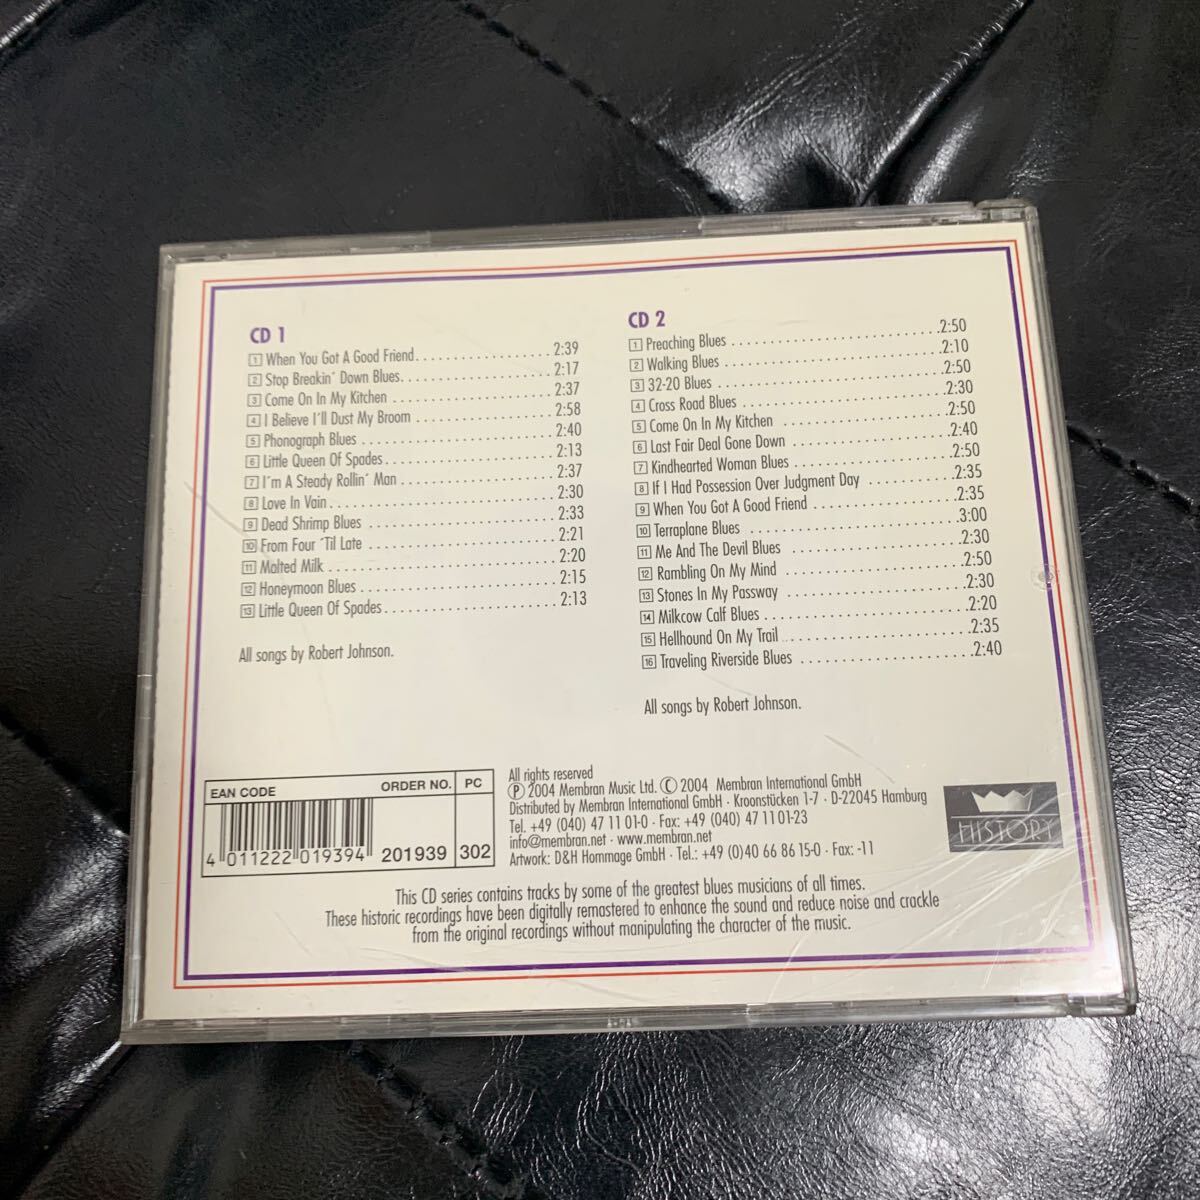 CD 1
1 When You Got A Good Friend 2:39
2 Stop Breakin´ Down Blues 2:17
3 Come On In My Kitchen 2:37
4 I Believe I´ll Dust My Broom 2:58
5 Phonograph Blues 2:40
6 Little Queen Of Spades 2:13
7 I´m A Steady Rollin´ Man 2:37
8 Love In Vain 2:30
9 Dead Shrimp Blues 2:33
10 From Four ´Til Late 2:21
11 Malted Milk 2:20
12 Honeymoon Blues 2:15
13 Little Queen Of Spades 2:13
All songs by Robert Johnson.
CD 2
1 Preaching Blues 2:50
2 Walking Blues 2:10
3 32-20 Blues 2:50
4 Cross Road Blues 2:30
5 Come On In My Kitchen 2:50
6 Last Fair Deal Gone Down 2:40
7 Kindhearted Woman Blues 2:50
8 If I Had Possession Over Judgment Day 2:35
9 When You Got A Good Friend 2:35
10 Terraplane Blues 3:00
11 Me And The Devil Blues 2:30
12 Rambling On My Mind 2:50
13 Stones In My Passway 2:30
14 Milkcow Calf Blues 2:20
15 Hellhound On My Trail 2:35
16 Traveling Riverside Blues 2:40
All songs by Robert Johnson.
EAN CODE ORDER NO. PC
4 011222 019394 201939 302
All rights reserved
Ⓟ 2004 Membran Music Ltd. Ⓒ 2004 Membran International GmbH
Distributed by Membran International GmbH · Kroonstücken 1-7 · D-22045 Hamburg
Tel. +49 (040) 47 11 01-0 · Fax: +49 (040) 47 11 01-23
info@membran.net · www.membran.net
Artwork: D&H Hommage GmbH · Tel.: +49 (0)40 66 86 15-0 · Fax: -11
HISTORY
This CD series contains tracks by some of the greatest blues musicians of all times.
These historic recordings have been digitally remastered to enhance the sound and reduce noise and crackle
from the original recordings without manipulating the character of the music.